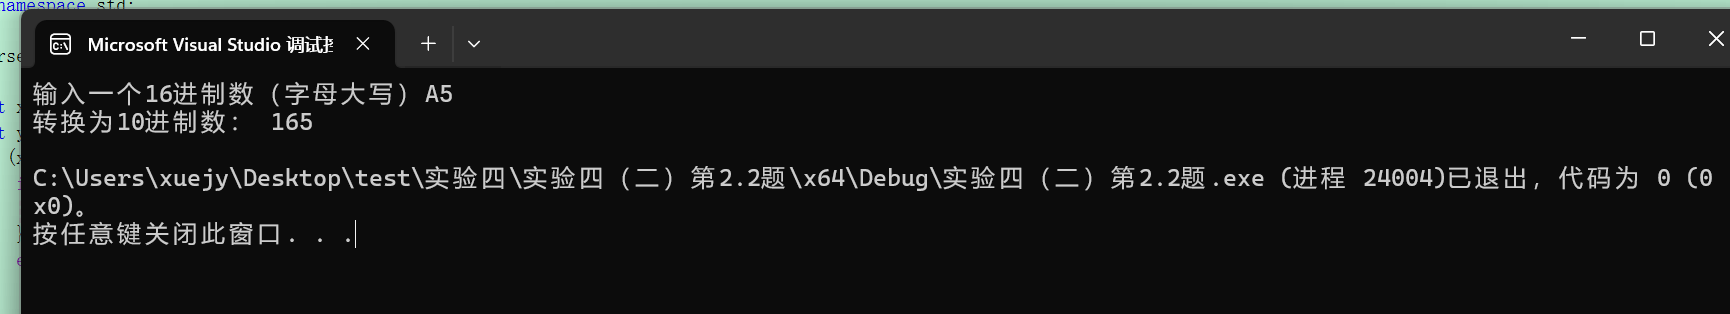 namespace std;
Microsoft Visual Studio 调试
输入一个16进制数（字母大写）A5
转换为10进制数： 165
C:\Users\xuejy\Desktop\test\实验四\实验四（二）第2.2题\x64\Debug\实验四（二）第2.2题.exe (进程 24004)已退出，代码为 0 (0
x0)。
按任意键关闭此窗口. . .